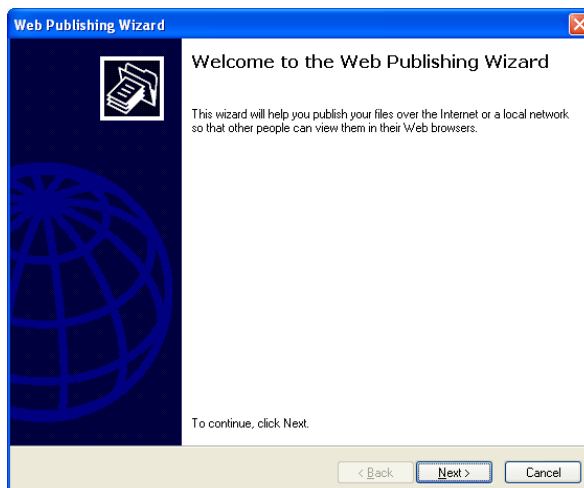 Web Publishing Wizard
Welcome to the Web Publishing Wizard
This wizard will help you publish your files over the Internet or a local network
so that other people can view them in their Web browsers.
To continue, click Next.
< Back
Next >
Cancel